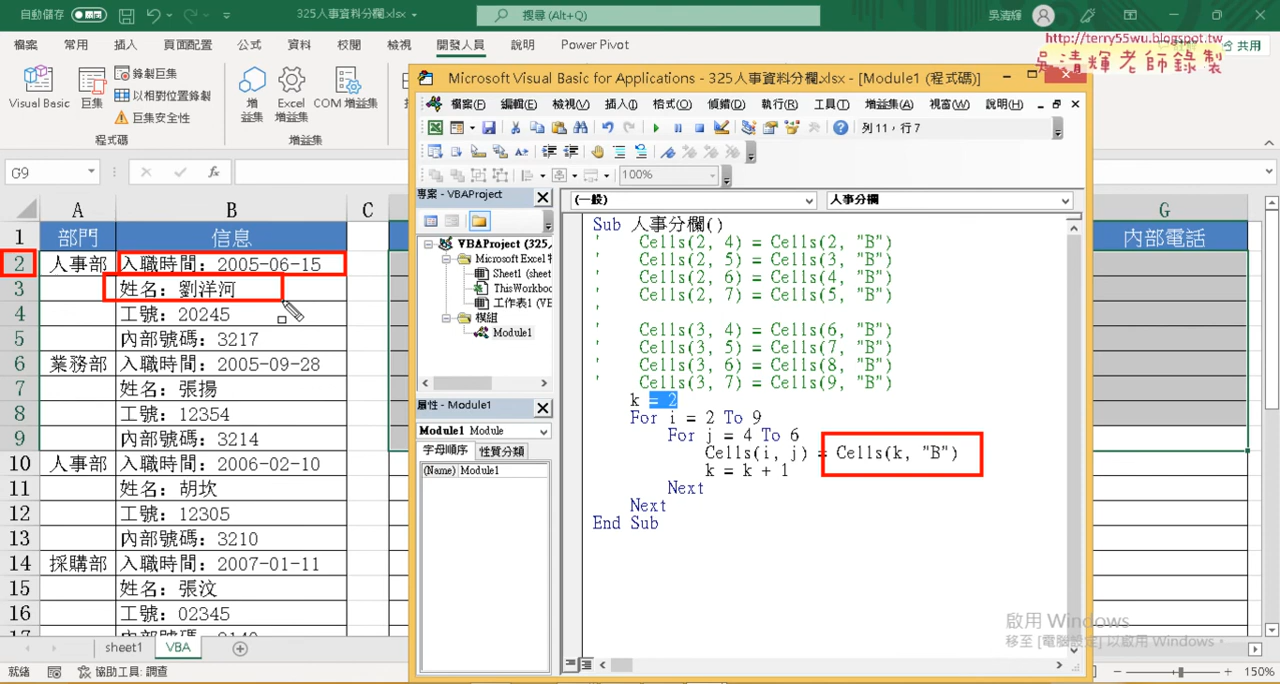 自動儲存
325人事資料分欄.xlsx
搜尋 (Alt+Q)
吳清輝
http://terry55wu.blogspot.tw
吳清輝老師錄製
檔案 常用 插入 頁面配置 公式 資料 校閱 檢視 開發人員 說明 Power Pivot
共用
Visual Basic
巨集
錄製巨集
以相對位置錄製
巨集安全性
程式碼
增益集
Excel 增益集
COM 增益集
增益集
G9
fx
Microsoft Visual Basic for Applications - 325人事資料分欄.xlsx - [Module1 (程式碼)]
檔案(F) 編輯(E) 檢視(V) 插入(I) 格式(O) 偵錯(D) 執行(R) 工具(T) 增益集(A) 視窗(W) 說明(H)
列 11，行 7
100%
專案 - VBAProject
VBAProject (325.
Microsoft Excel
Sheet1 (sheet
ThisWorkboo
工作表1 (VB
模組
Module1
屬性 - Module1
Module1 Module
字母順序 性質分類
(Name) Module1
(一般)
人事分欄
Sub 人事分欄()
' Cells(2, 4) = Cells(2, "B")
' Cells(2, 5) = Cells(3, "B")
' Cells(2, 6) = Cells(4, "B")
' Cells(2, 7) = Cells(5, "B")
'
' Cells(3, 4) = Cells(6, "B")
' Cells(3, 5) = Cells(7, "B")
' Cells(3, 6) = Cells(8, "B")
' Cells(3, 7) = Cells(9, "B")
k = 2
For i = 2 To 9
For j = 4 To 6
Cells(i, j) = Cells(k, "B")
k = k + 1
Next
Next
End Sub
A B C G
1 部門 信息 內部電話
2 人事部 入職時間：2005-06-15
3 姓名：劉洋河
4 工號：20245
5 內部號碼：3217
6 業務部 入職時間：2005-09-28
7 姓名：張揚
8 工號：12354
9 內部號碼：3214
10 人事部 入職時間：2006-02-10
11 姓名：胡坎
12 工號：12305
13 內部號碼：3210
14 採購部 入職時間：2007-01-11
15 姓名：張汶
16 工號：02345
啟用 Windows
移至 [電腦設定] 以啟用 Windows。
sheet1 VBA
就緒
協助工具: 調查
150%